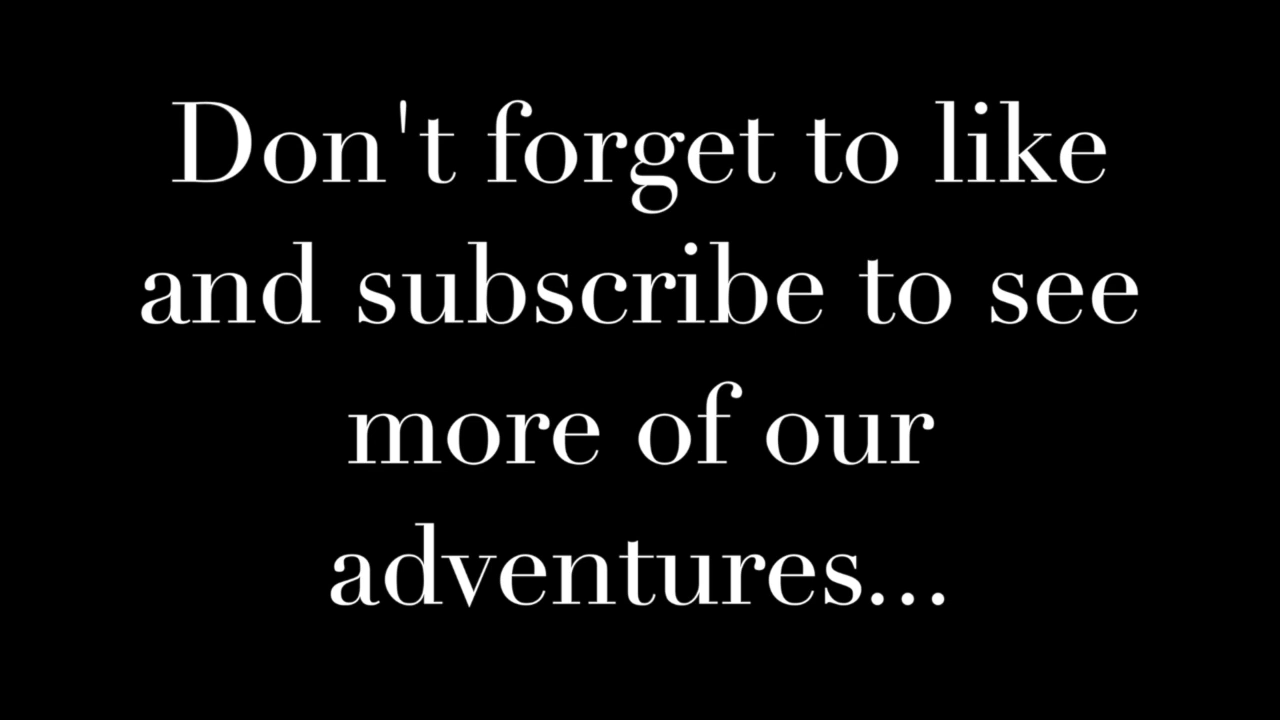 Don't forget to like
and subscribe to see
more of our
adventures...